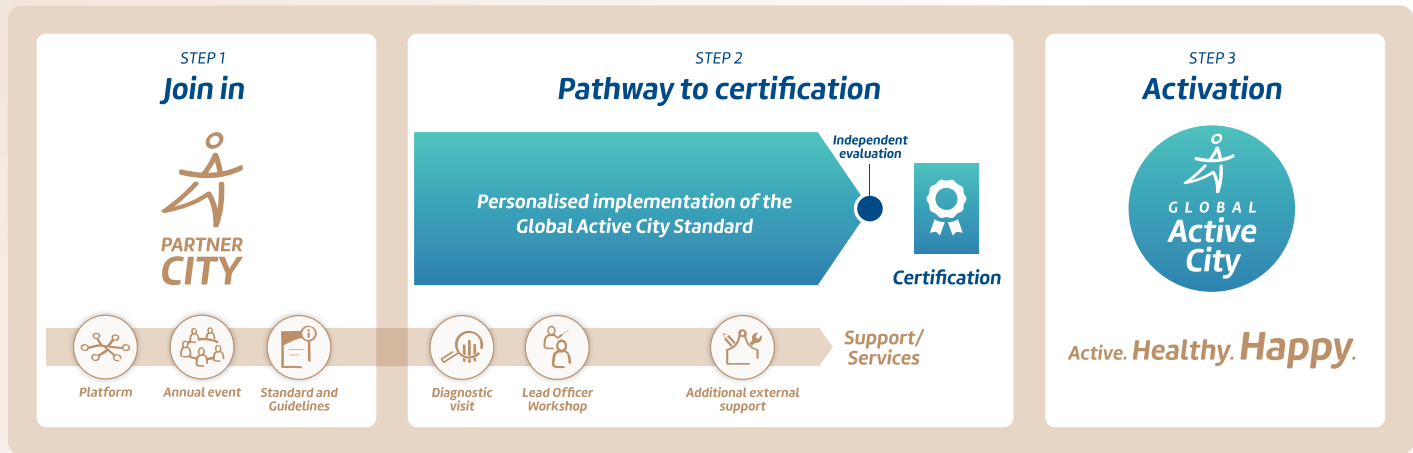 STEP 1
Join in
PARTNER
CITY
Platform
Annual event
Standard and
Guidelines
STEP 2
Pathway to certification
Personalised implementation of the
Global Active City Standard
Independent
evaluation
Certification
Diagnostic
visit
Lead Officer
Workshop
Additional external
support
Support/
Services
STEP 3
Activation
GLOBAL
Active
City
Active. Healthy. Happy.